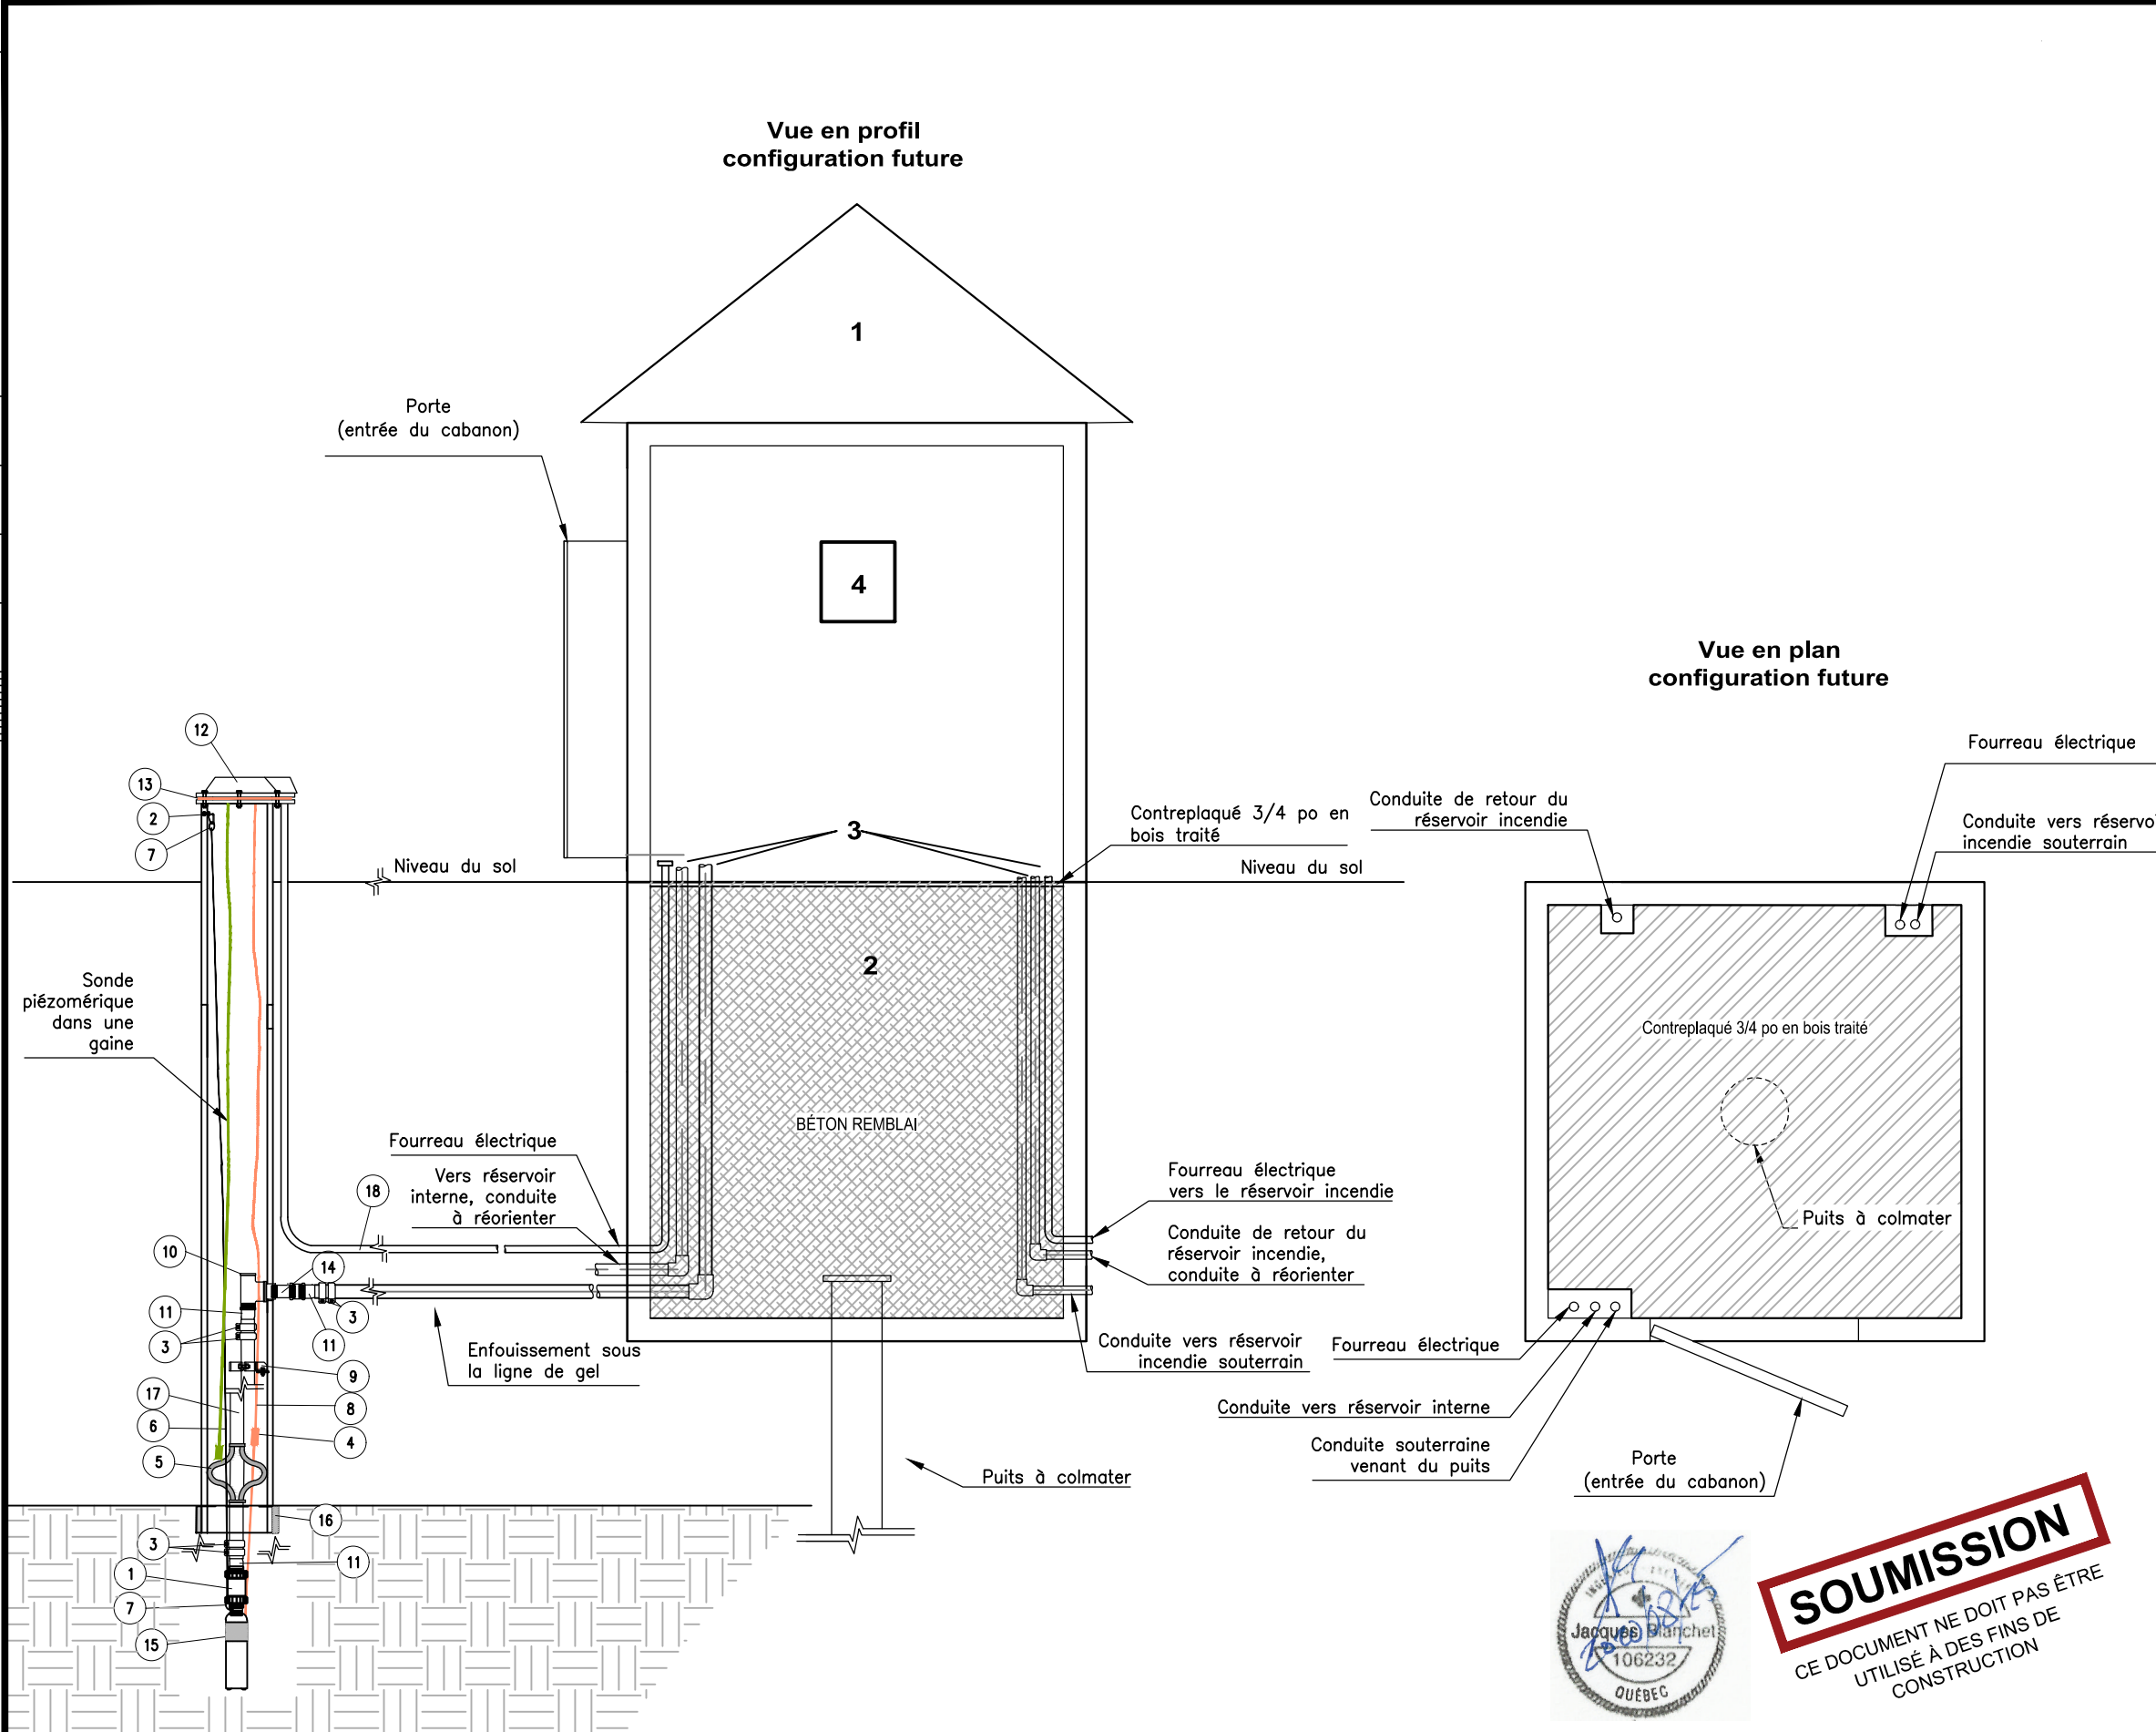 Vue en profil
configuration future
1
Porte
(entrée du cabanon)
4
Vue en plan
configuration future
12
13
2
7
Niveau du sol
3
Contreplaqué 3/4 po en
bois traité
Niveau du sol
Conduite de retour du
réservoir incendie
Fourreau électrique
Conduite vers réservoi
incendie souterrain
2
Sonde
piézomérique
dans une
gaine
Contreplaqué 3/4 po en bois traité
BÉTON REMBLAI
Fourreau électrique
Vers réservoir
interne, conduite
à réorienter
18
10
14
11
3
3
11
9
17
8
6
4
5
16
3
11
1
7
15
Enfouissement sous
la ligne de gel
Fourreau électrique
vers le réservoir incendie
Conduite de retour du
réservoir incendie,
conduite à réorienter
Conduite vers réservoir
incendie souterrain
Puits à colmater
Puits à colmater
Fourreau électrique
Conduite vers réservoir interne
Conduite souterraine
venant du puits
Porte
(entrée du cabanon)
Jacques Blanchet
106232
QUÉBEC
SOUMISSION
CE DOCUMENT NE DOIT PAS ÊTRE
UTILISÉ À DES FINS DE
CONSTRUCTION